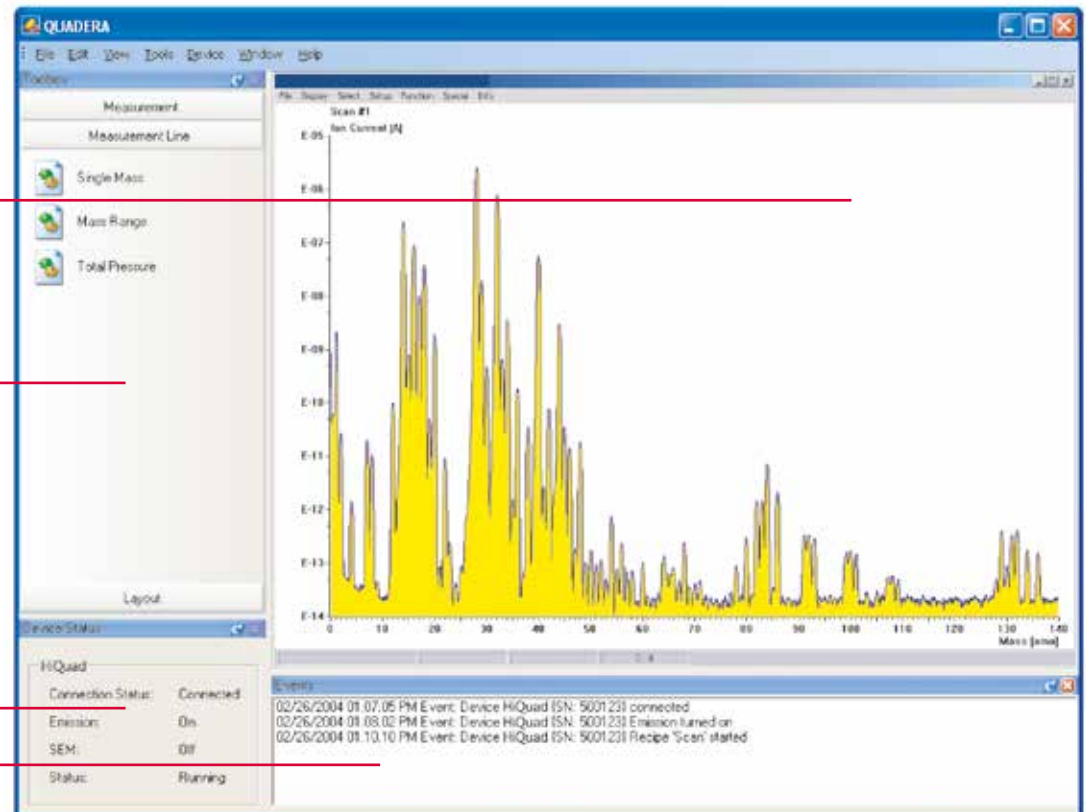 QUADERA
File Edit View Tools Device Window Help
Toolbox
Measurement
Measurement Line
Single Mass
Mass Range
Total Pressure
Layout
File Display Select Setup Function Special Info
Scan #1
Ion Current [A]
E-05
E-06
E-07
E-08
E-09
E-10
E-11
E-12
E-13
E-14
0 10 20 30 40 50 60 70 80 90 100 110 120 130 140
Mass [amu]
Device Status
HiQuad
Connection Status: Connected
Emission: On
SEM: Off
Status: Running
Events
02/26/2004 01.07.05 PM Event: Device HiQuad (SN: 500123) connected
02/26/2004 01.08.02 PM Event: Device HiQuad (SN: 500123) Emission turned on
02/26/2004 01.10.10 PM Event: Device HiQuad (SN: 500123) Recipe 'Scan' started